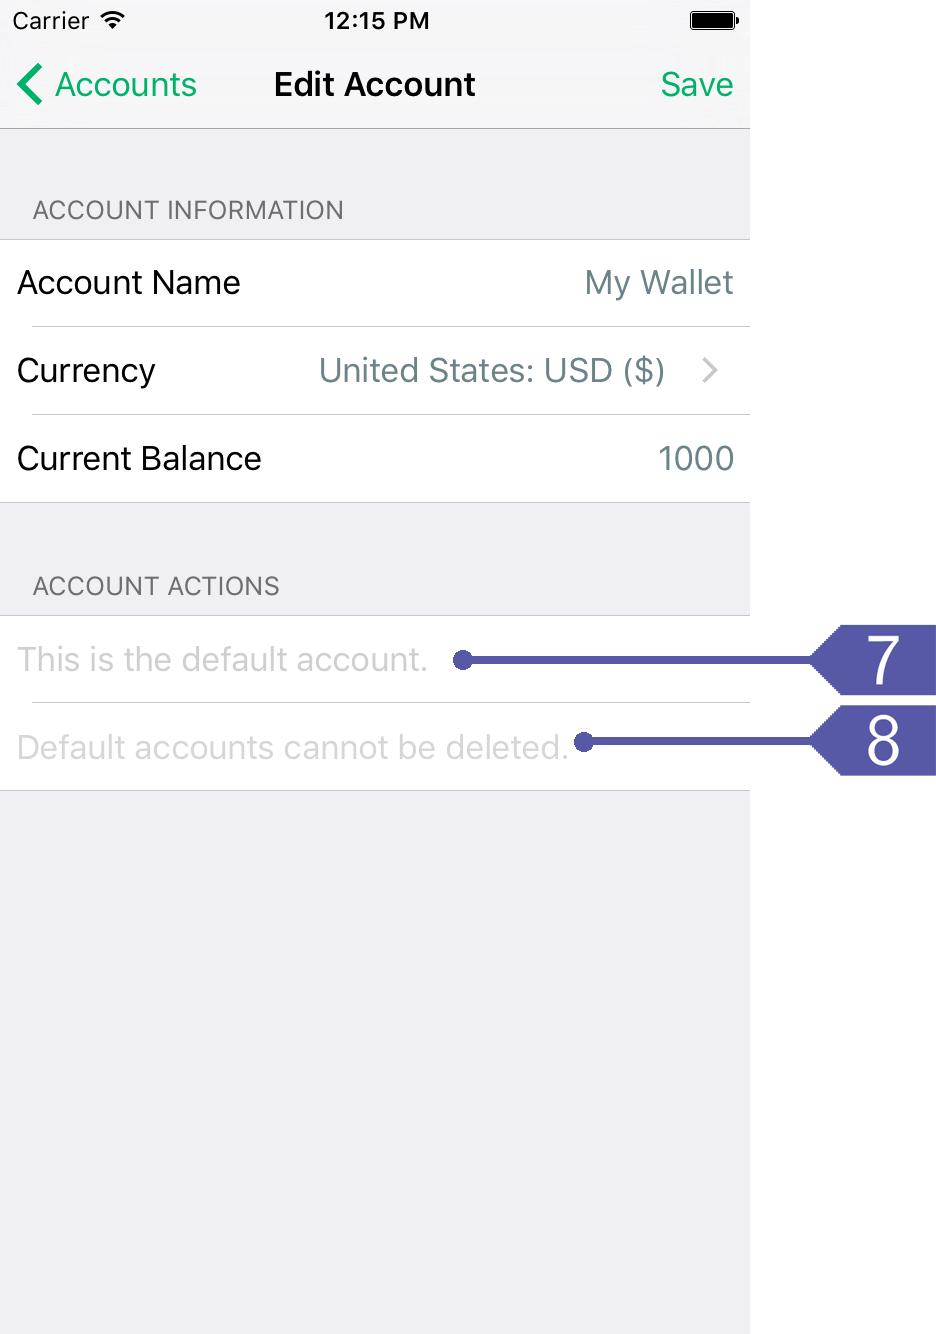 Carrier 12:15 PM
Accounts Edit Account Save
ACCOUNT INFORMATION
Account Name My Wallet
Currency United States: USD ($)
Current Balance 1000
ACCOUNT ACTIONS
This is the default account. 7
Default accounts cannot be deleted. 8